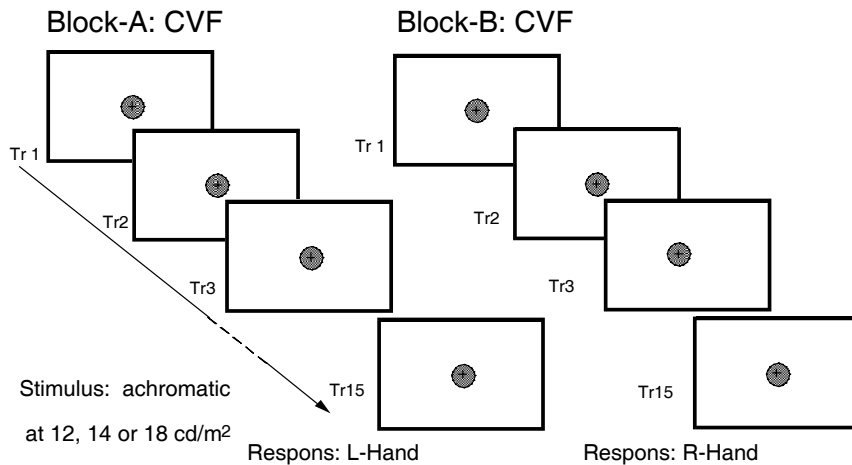 Block-A: CVF
Block-B: CVF
Tr 1
Tr 1
Tr2
Tr2
Tr3
Tr3
Tr15
Tr15
Stimulus: achromatic
at 12, 14 or 18 cd/m²
Respons: L-Hand
Respons: R-Hand